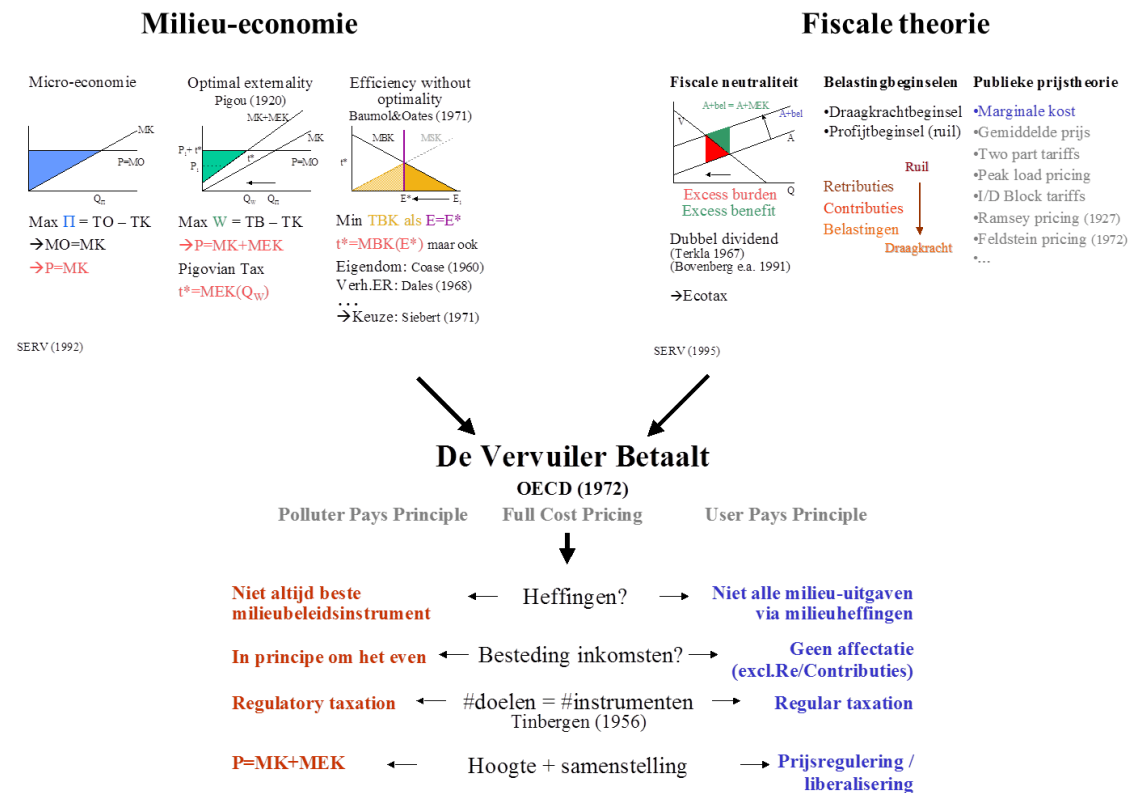 Milieu-economie
Fiscale theorie
Micro-economie
MK
P=MO
Q_Π
Max Π = TO – TK
→MO=MK
→P=MK
Optimal externality
Pigou (1920)
MK+MEK
MK
P₁+ t*
t*
P=MO
P₁
Q_W Q_Π
Max W = TB – TK
→P=MK+MEK
Pigovian Tax
t*=MEK(Q_W)
Efficiency without
optimality
Baumol&Oates (1971)
MBK
MSK
t*
E*
E₁
Min TBK als E=E*
t*=MBK(E*) maar ook
Eigendom: Coase (1960)
Verh.ER: Dales (1968)
…
→Keuze: Siebert (1971)
SERV (1992)
Fiscale neutraliteit
A+bel = A+MEK
A+bel
V
A
Q
Excess burden
Excess benefit
Dubbel dividend
(Terkla 1967)
(Bovenberg e.a. 1991)
→Ecotax
Belastingbeginselen
•Draagkrachtbeginsel
•Profijtbeginsel (ruil)
Ruil
Retributies
Contributies
Belastingen
Draagkracht
Publieke prijstheorie
•Marginale kost
•Gemiddelde prijs
•Two part tariffs
•Peak load pricing
•I/D Block tariffs
•Ramsey pricing (1927)
•Feldstein pricing (1972)
•…
SERV (1995)
De Vervuiler Betaalt
OECD (1972)
Polluter Pays Principle Full Cost Pricing User Pays Principle
Niet altijd beste
milieubeleidsinstrument
Heffingen?
Niet alle milieu-uitgaven
via milieuheffingen
In principe om het even
Besteding inkomsten?
Geen affectatie
(excl.Re/Contributies)
Regulatory taxation
#doelen = #instrumenten
Tinbergen (1956)
Regular taxation
P=MK+MEK
Hoogte + samenstelling
Prijsregulering /
liberalisering